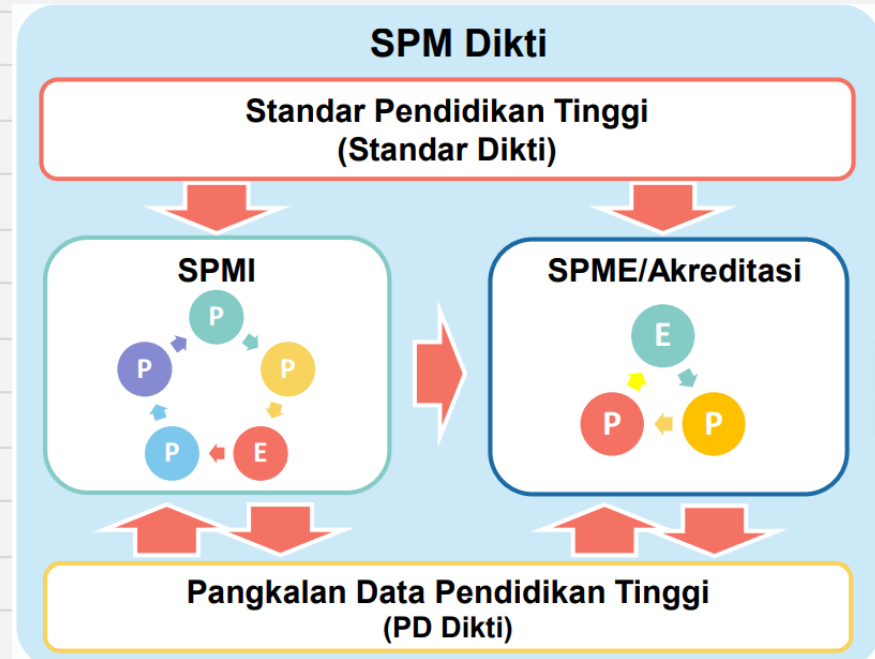 SPM Dikti
Standar Pendidikan Tinggi
(Standar Dikti)
SPMI
P
P
E
P
P
SPME/Akreditasi
E
P
P
Pangkalan Data Pendidikan Tinggi
(PD Dikti)